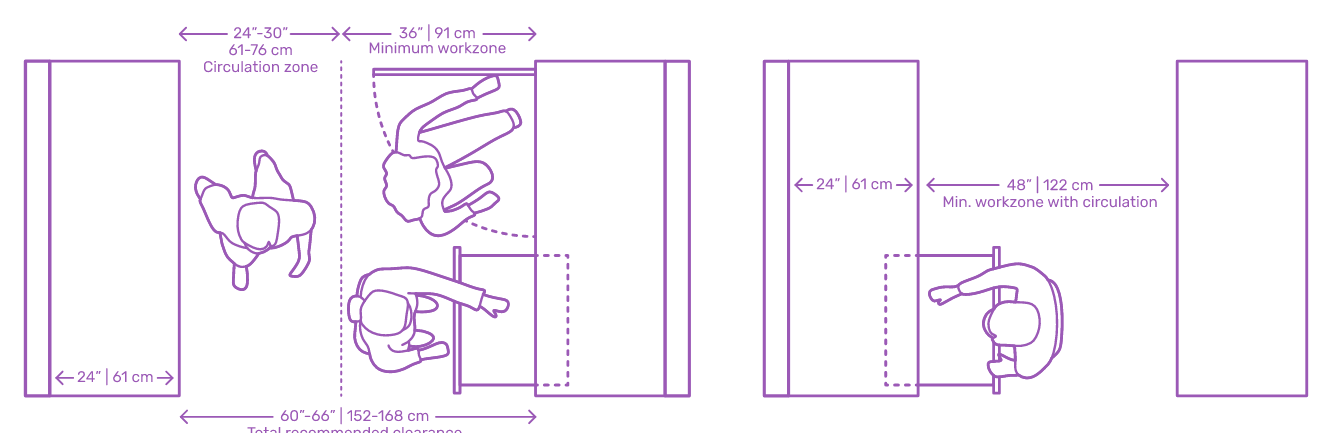 24"-30"
61-76 cm
Circulation zone
36" | 91 cm
Minimum workzone
24" | 61 cm
60"-66" | 152-168 cm
Total recommended clearance
24" | 61 cm
48" | 122 cm
Min. workzone with circulation